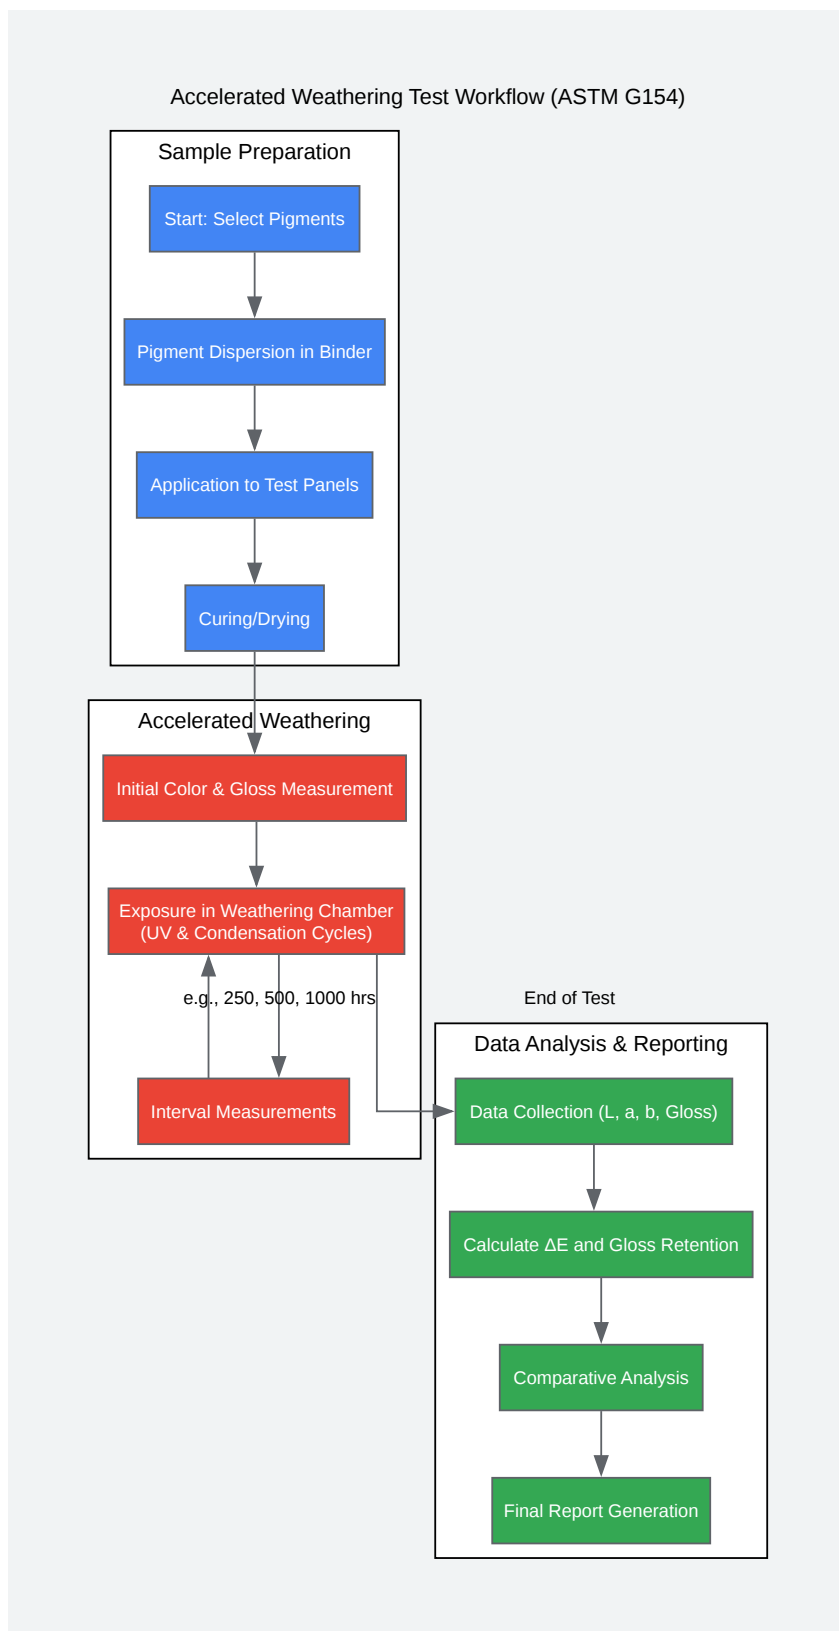 Accelerated Weathering Test Workflow (ASTM G154)
Sample Preparation
Start: Select Pigments
Pigment Dispersion in Binder
Application to Test Panels
Curing/Drying
Accelerated Weathering
Initial Color & Gloss Measurement
Exposure in Weathering Chamber
(UV & Condensation Cycles)
e.g., 250, 500, 1000 hrs
Interval Measurements
End of Test
Data Analysis & Reporting
Data Collection (L, a, b, Gloss)
Calculate ΔE and Gloss Retention
Comparative Analysis
Final Report Generation